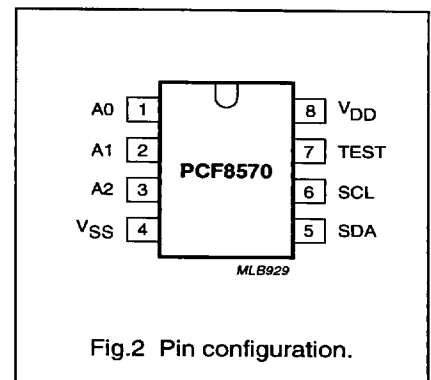 A0 1 8 VDD
A1 2 7 TEST
PCF8570
A2 3 6 SCL
VSS 4 5 SDA
MLB929
Fig.2 Pin configuration.